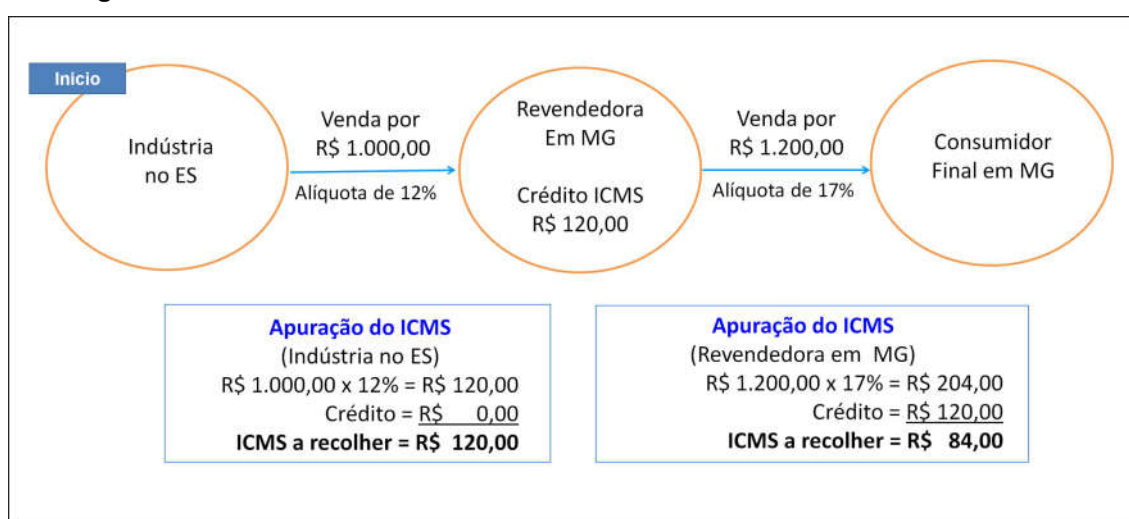 Inicio
Indústria
no ES
Venda por
R$ 1.000,00
Alíquota de 12%
Revendedora
Em MG
Crédito ICMS
R$ 120,00
Venda por
R$ 1.200,00
Alíquota de 17%
Consumidor
Final em MG
Apuração do ICMS
(Indústria no ES)
R$ 1.000,00 x 12% = R$ 120,00
Crédito = R$ 0,00
ICMS a recolher = R$ 120,00
Apuração do ICMS
(Revendedora em MG)
R$ 1.200,00 x 17% = R$ 204,00
Crédito = R$ 120,00
ICMS a recolher = R$ 84,00